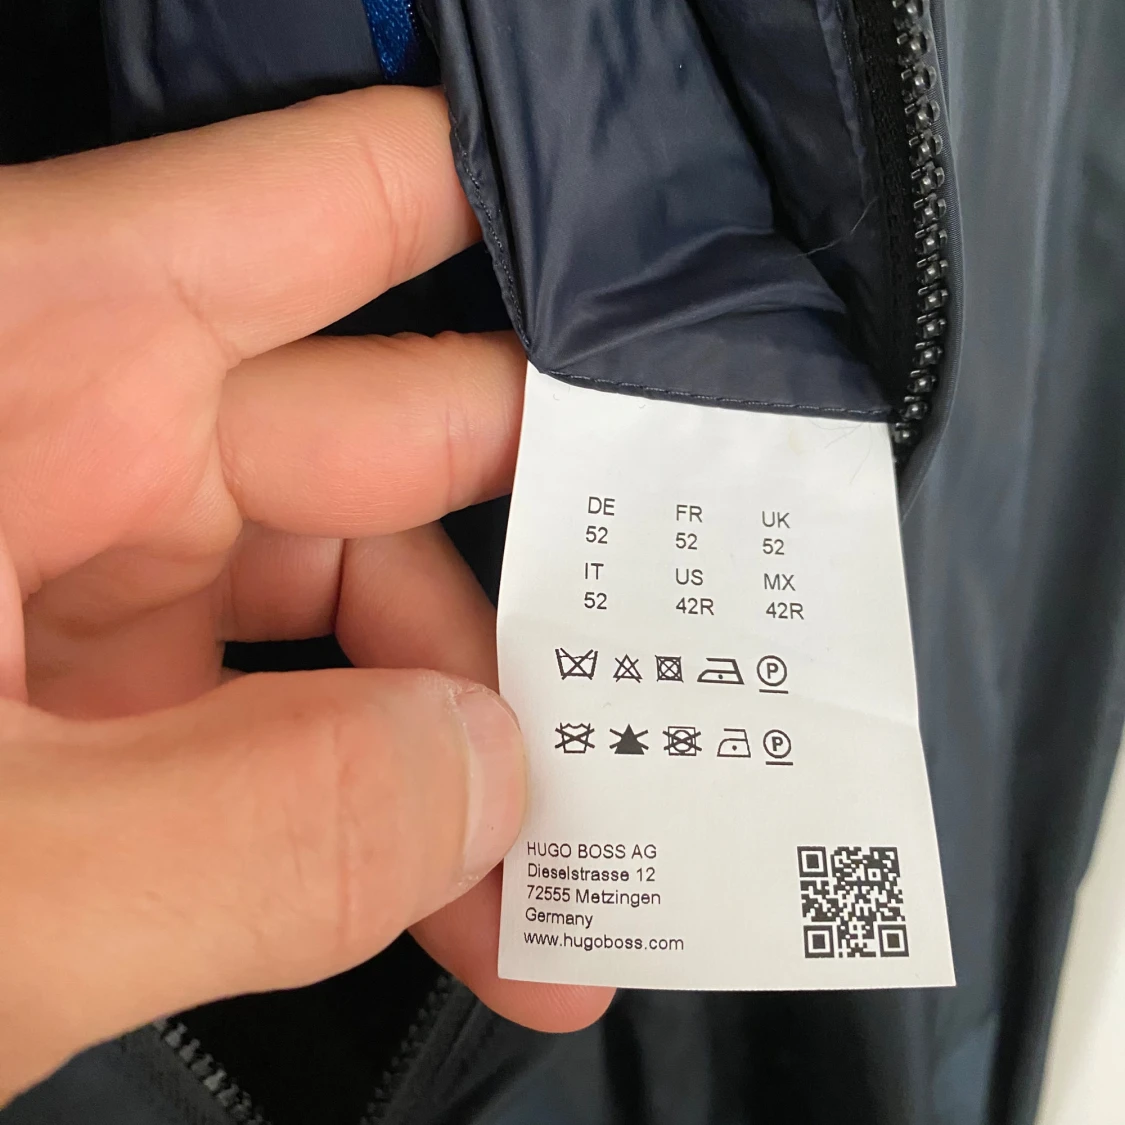 DE FR UK
52 52 52
IT US MX
52 42R 42R
P
P
HUGO BOSS AG
Dieselstrasse 12
72555 Metzingen
Germany
www.hugoboss.com